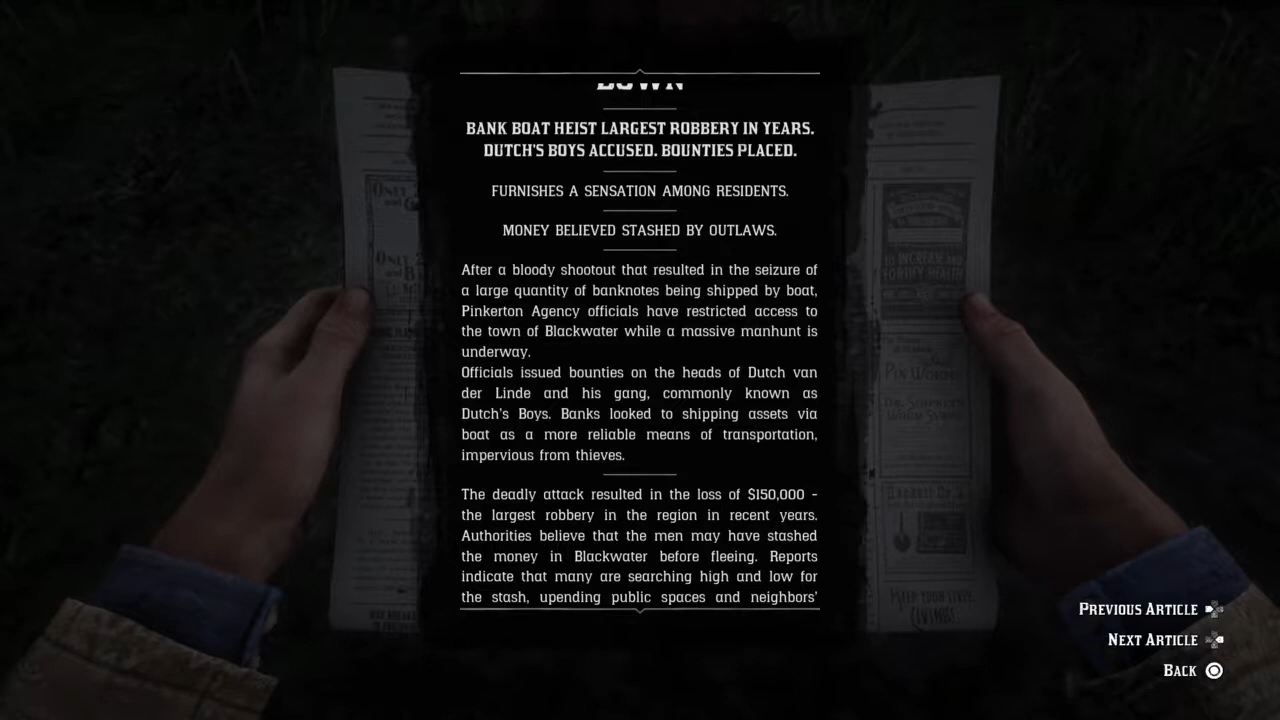 DOWN
BANK BOAT HEIST LARGEST ROBBERY IN YEARS.
DUTCH'S BOYS ACCUSED. BOUNTIES PLACED.
FURNISHES A SENSATION AMONG RESIDENTS.
MONEY BELIEVED STASHED BY OUTLAWS.
After a bloody shootout that resulted in the seizure of
a large quantity of banknotes being shipped by boat,
Pinkerton Agency officials have restricted access to
the town of Blackwater while a massive manhunt is
underway.
Officials issued bounties on the heads of Dutch van
der Linde and his gang, commonly known as
Dutch's Boys. Banks looked to shipping assets via
boat as a more reliable means of transportation,
impervious from thieves.
The deadly attack resulted in the loss of $150,000 -
the largest robbery in the region in recent years.
Authorities believe that the men may have stashed
the money in Blackwater before fleeing. Reports
indicate that many are searching high and low for
the stash, upending public spaces and neighbors'
TO INCREASE AND
FORTIFY HEALTH
PREVIOUS ARTICLE
NEXT ARTICLE
BACK